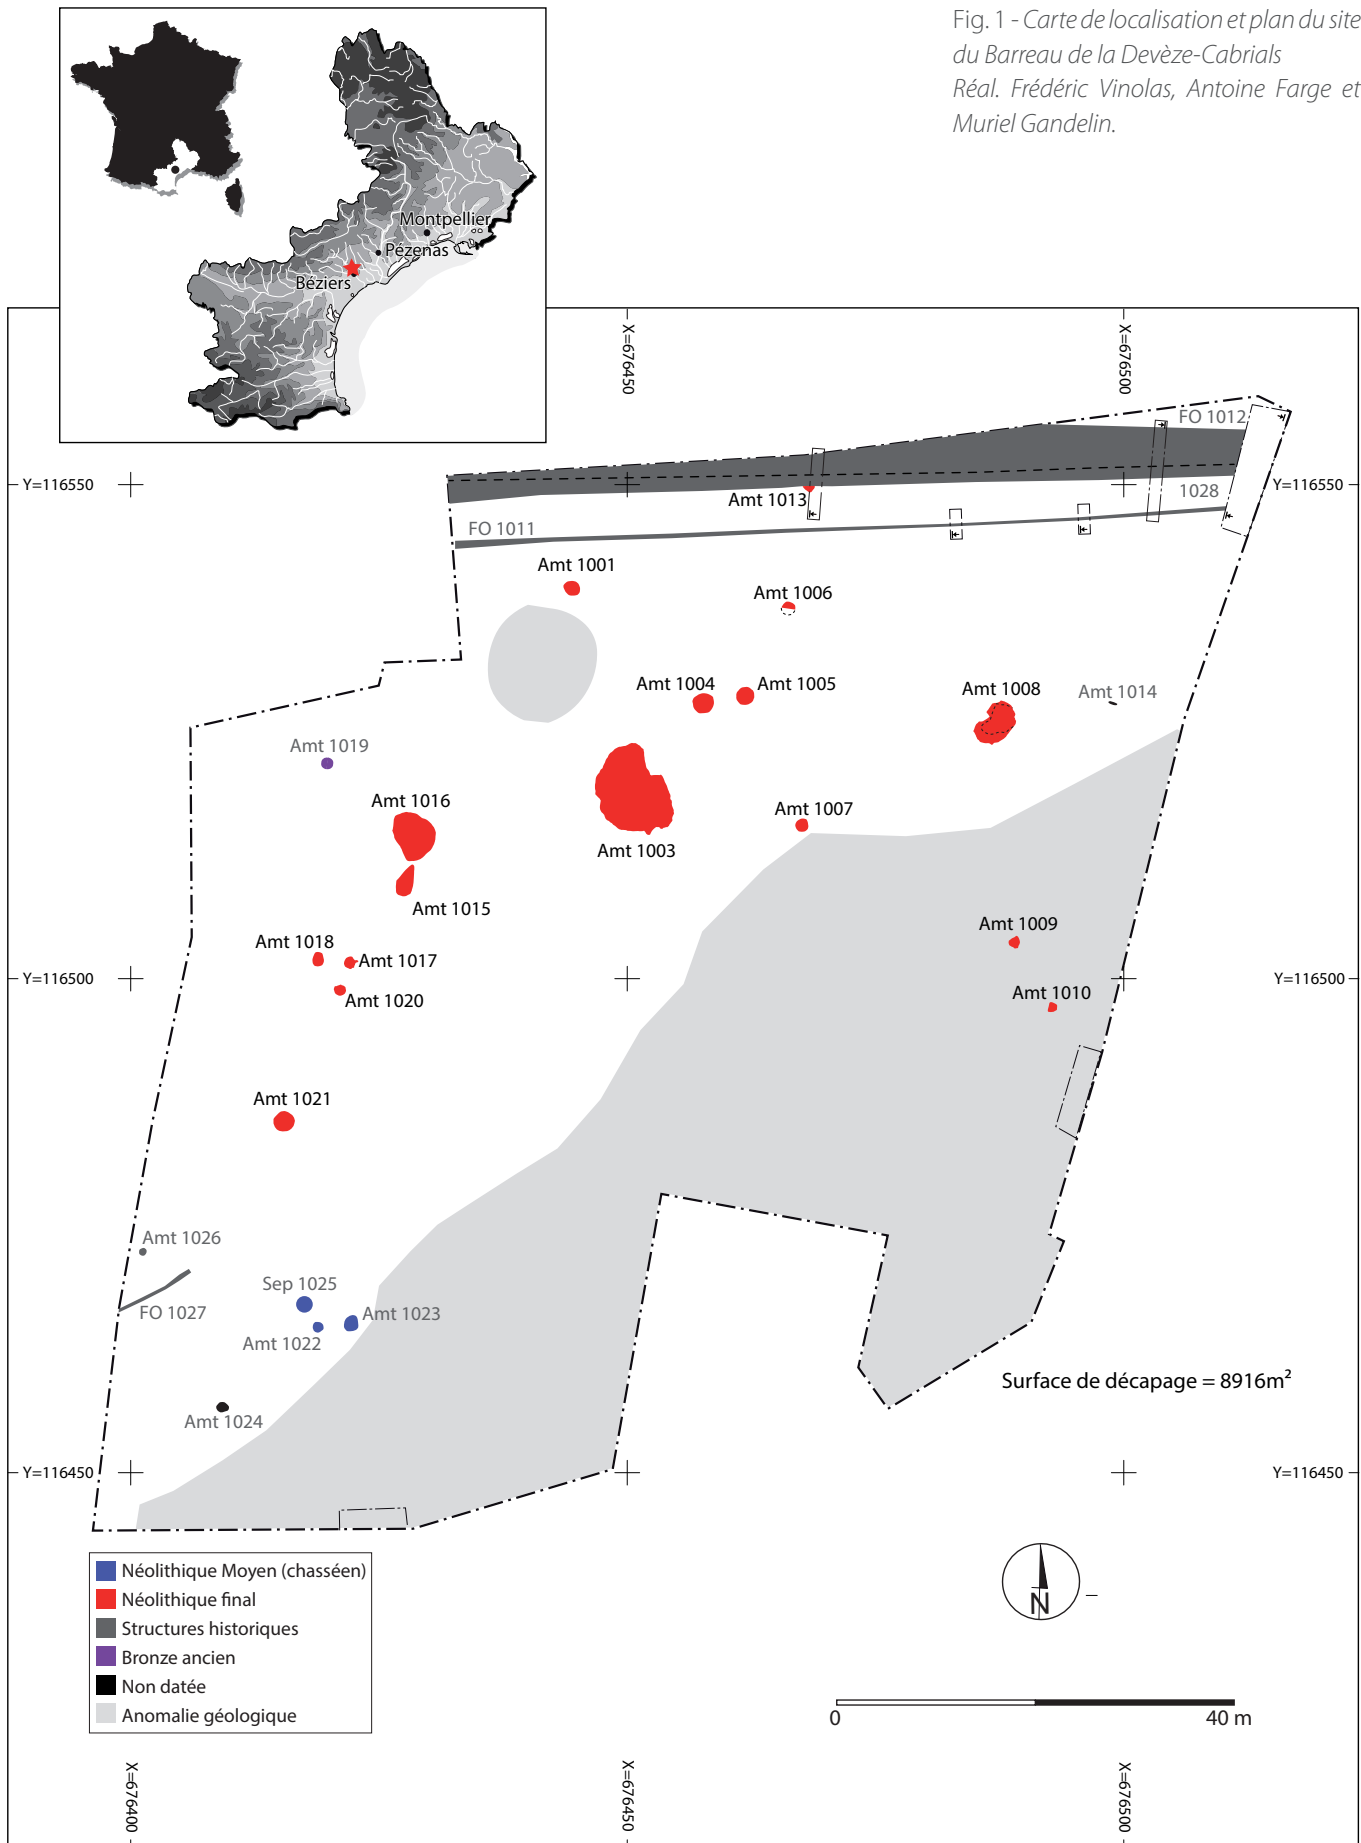 Fig. 1 - Carte de localisation et plan du site
du Barreau de la Devèze-Cabrials
Réal. Frédéric Vinolas, Antoine Farge et
Muriel Gandelin.
Montpellier
Pézenas
Béziers
X=676450
X=676500
FO 1012
Y=116550
Y=116550
Amt 1013
1028
FO 1011
Amt 1001
Amt 1006
Amt 1004
Amt 1005
Amt 1008
Amt 1014
Amt 1019
Amt 1016
Amt 1007
Amt 1003
Amt 1015
Amt 1009
Amt 1018
Amt 1017
Y=116500
Y=116500
Amt 1020
Amt 1010
Amt 1021
Amt 1026
Sep 1025
FO 1027
Amt 1023
Amt 1022
Surface de décapage = 8916m²
Amt 1024
Y=116450
Y=116450
Néolithique Moyen (chasséen)
Néolithique final
Structures historiques
Bronze ancien
Non datée
Anomalie géologique
N
0
40 m
X=676400
X=676450
X=676500